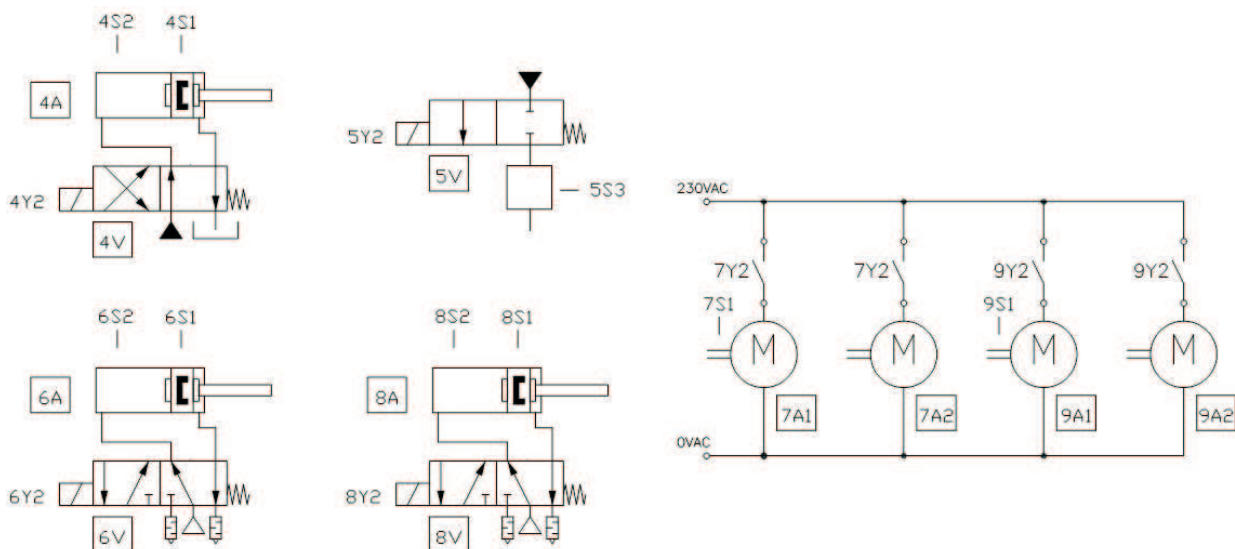 4S2 4S1
4A
4Y2
4V
5Y2
5V
5S3
6S2 6S1
6A
6Y2
6V
8S2 8S1
8A
8Y2
8V
230VAC
7Y2 7Y2 9Y2 9Y2
7S1 9S1
M M M M
7A1 7A2 9A1 9A2
0VAC